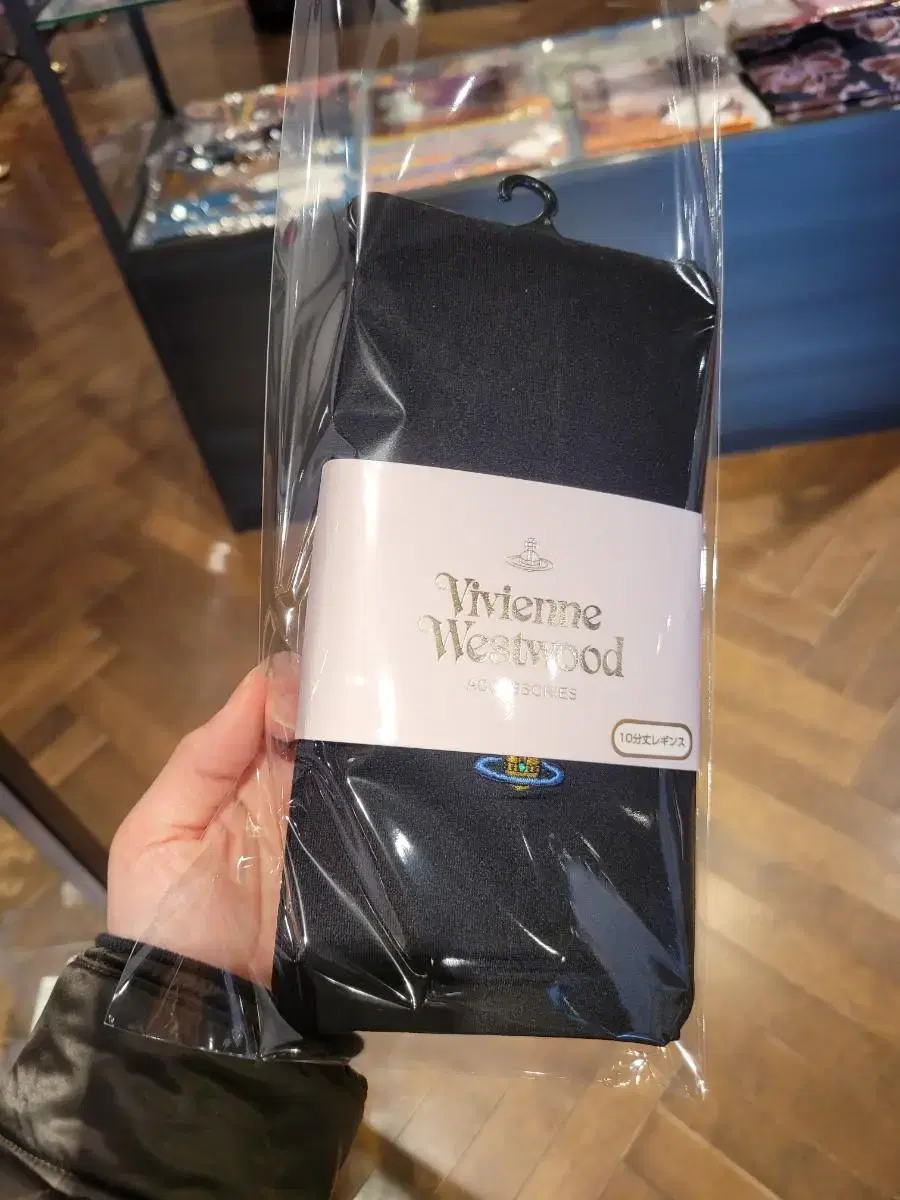 Vivienne
Westwood
ACCESSORIES
10分丈レギンス